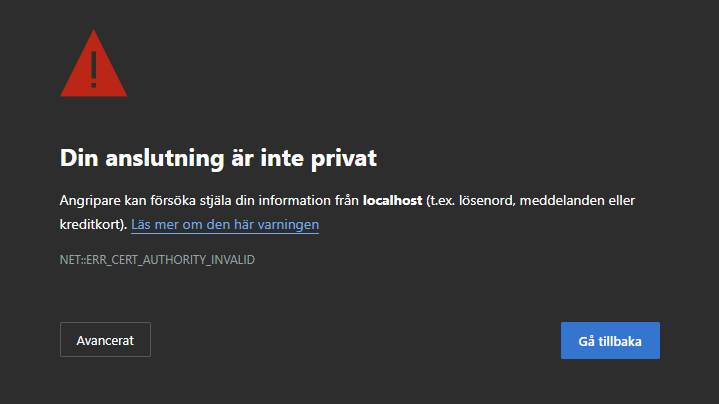 Din anslutning är inte privat
Angripare kan försöka stjäla din information från localhost (t.ex. lösenord, meddelanden eller
kreditkort). Läs mer om den här varningen
NET::ERR_CERT_AUTHORITY_INVALID
Avancerat
Gå tillbaka